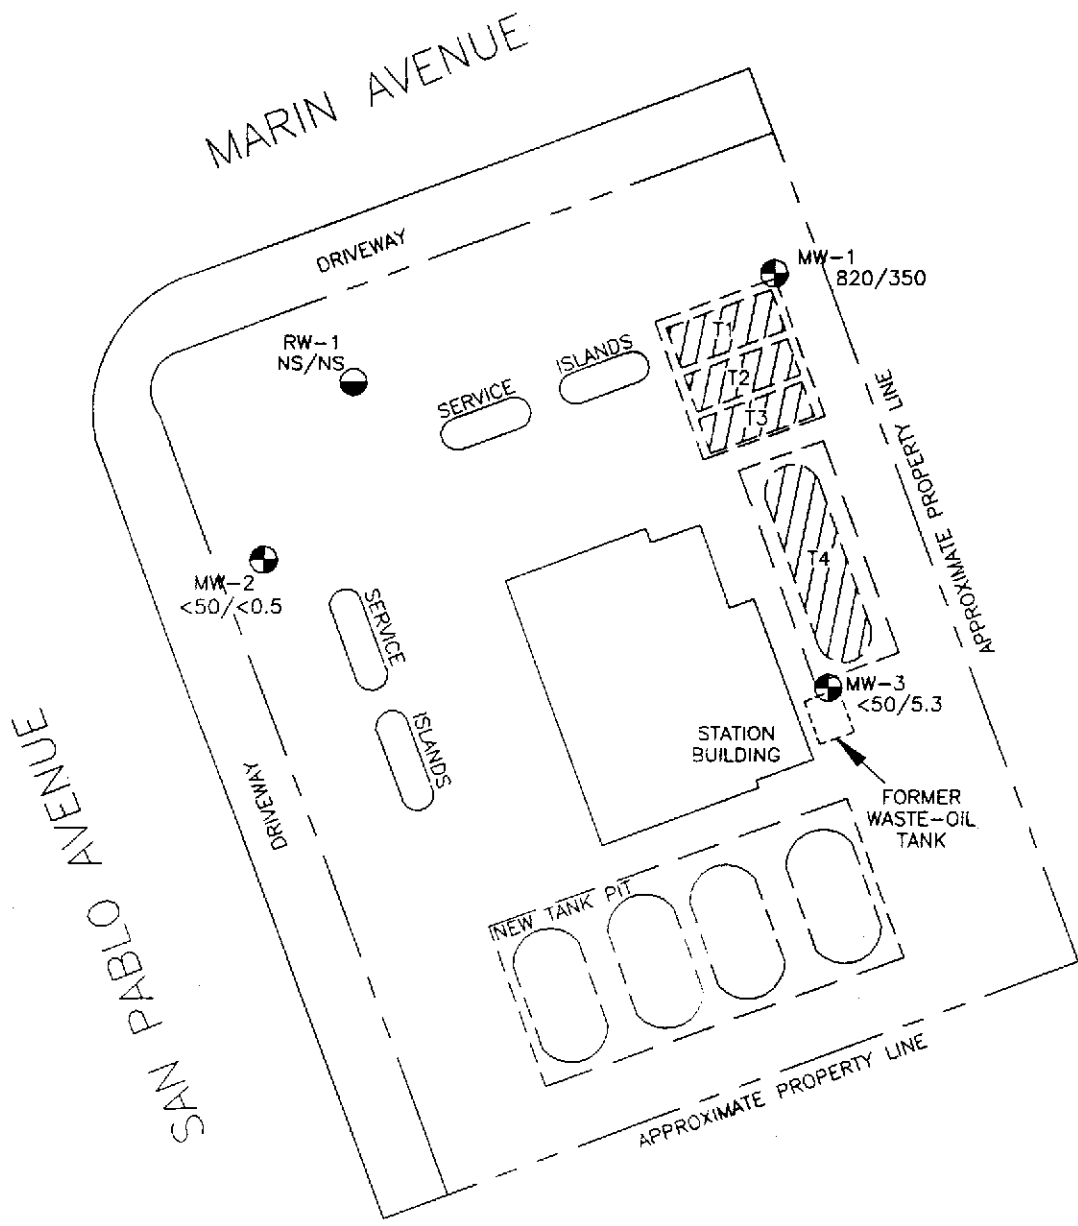 MARIN AVENUE
DRIVEWAY
MW-1
820/350
RW-1
NS/NS
SERVICE
ISLANDS
T1
T2
T3
T4
APPROXIMATE PROPERTY LINE
MW-2
<50/<0.5
SERVICE
ISLANDS
MW-3
<50/5.3
STATION
BUILDING
FORMER
WASTE-OIL
TANK
SAN PABLO AVENUE
DRIVEWAY
NEW TANK PIT
APPROXIMATE PROPERTY LINE